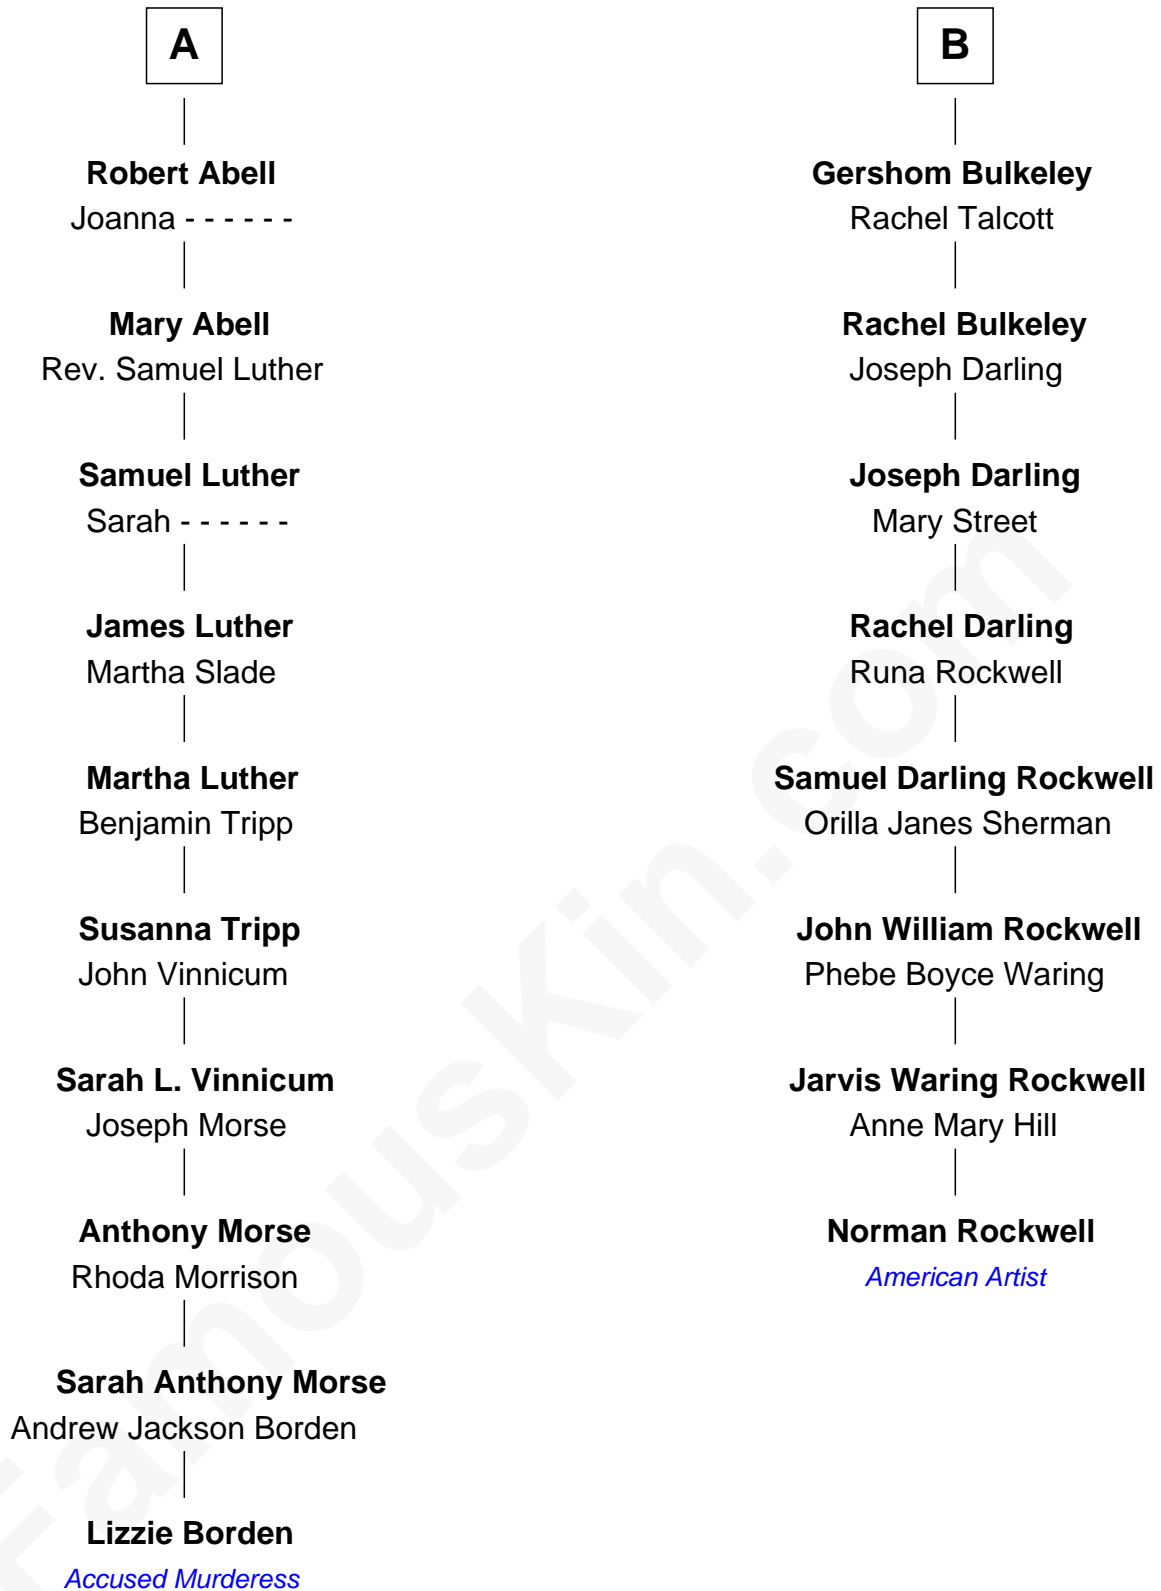 A
Robert Abell
Joanna - - - - - -
Mary Abell
Rev. Samuel Luther
Samuel Luther
Sarah - - - - - -
James Luther
Martha Slade
Martha Luther
Benjamin Tripp
Susanna Tripp
John Vinnicum
Sarah L. Vinnicum
Joseph Morse
Anthony Morse
Rhoda Morrison
Sarah Anthony Morse
Andrew Jackson Borden
Lizzie Borden
Accused Murderess
B
Gershom Bulkeley
Rachel Talcott
Rachel Bulkeley
Joseph Darling
Joseph Darling
Mary Street
Rachel Darling
Runa Rockwell
Samuel Darling Rockwell
Orilla Janes Sherman
John William Rockwell
Phebe Boyce Waring
Jarvis Waring Rockwell
Anne Mary Hill
Norman Rockwell
American Artist
FamousKin.com